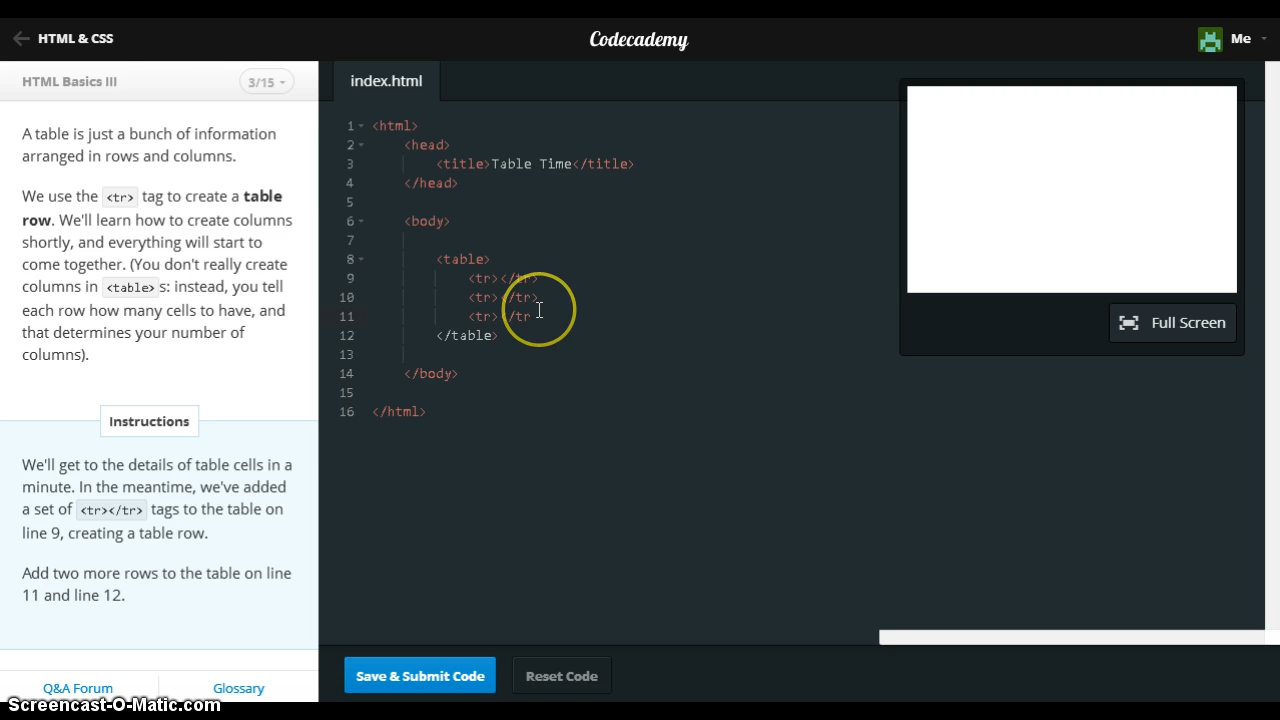 HTML & CSS
Codecademy
Me
HTML Basics III
3/15
index.html
A table is just a bunch of information
arranged in rows and columns.
We use the <tr> tag to create a table
row. We'll learn how to create columns
shortly, and everything will start to
come together. (You don't really create
columns in <table>s: instead, you tell
each row how many cells to have, and
that determines your number of
columns).
Instructions
We'll get to the details of table cells in a
minute. In the meantime, we've added
a set of <tr></tr> tags to the table on
line 9, creating a table row.
Add two more rows to the table on line
11 and line 12.
Q&A Forum
Glossary
1 <html>
2 <head>
3 <title>Table Time</title>
4 </head>
5
6 <body>
7
8 <table>
9 <tr></tr>
10 <tr></tr>
11 <tr></tr
12 </table>
13
14 </body>
15
16 </html>
Full Screen
Save & Submit Code
Reset Code
Screencast-O-Matic.com